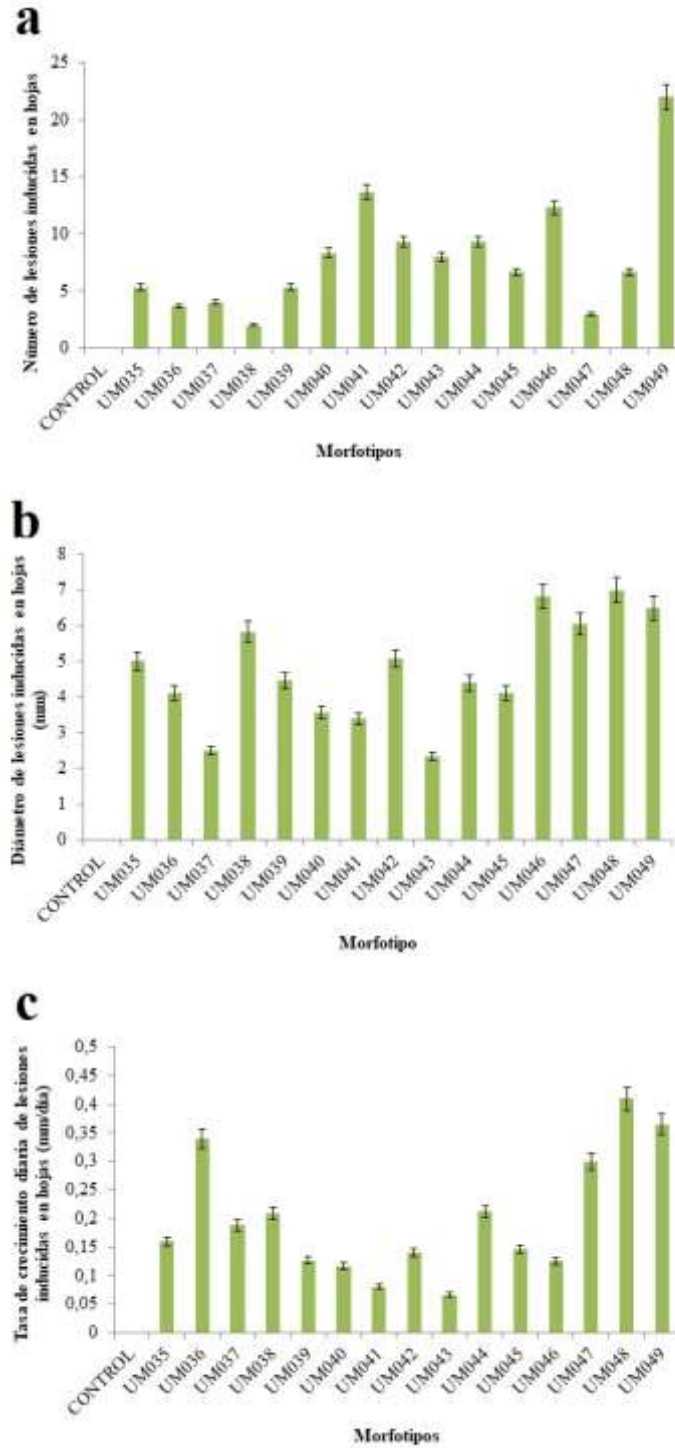 a
Número de lesiones inducidas en hojas
25
20
15
10
5
0
CONTROL
UM035
UM036
UM037
UM038
UM039
UM040
UM041
UM042
UM043
UM044
UM045
UM046
UM047
UM048
UM049
Morfotipos
b
Diámetro de lesiones inducidas en hojas
(mm)
8
7
6
5
4
3
2
1
0
CONTROL
UM035
UM036
UM037
UM038
UM039
UM040
UM041
UM042
UM043
UM044
UM045
UM046
UM047
UM048
UM049
Morfotipo
c
Tasa de crecimiento diaria de lesiones
inducidas en hojas (mm/día)
0,5
0,45
0,4
0,35
0,3
0,25
0,2
0,15
0,1
0,05
0
CONTROL
UM035
UM036
UM037
UM038
UM039
UM040
UM041
UM042
UM043
UM044
UM045
UM046
UM047
UM048
UM049
Morfotipos